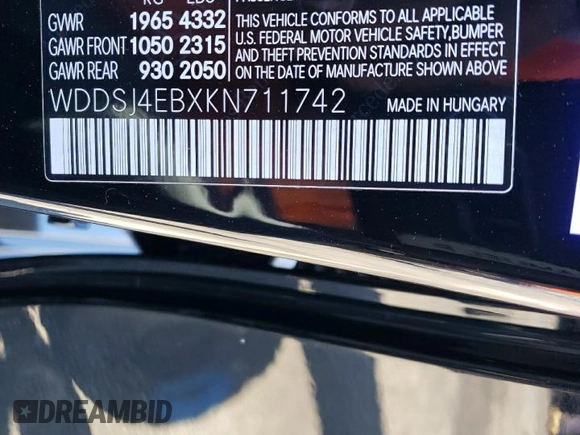 GVWR 1965 4332
GAWR FRONT 1050 2315
GAWR REAR 930 2050
THIS VEHICLE CONFORMS TO ALL APPLICABLE
U.S. FEDERAL MOTOR VEHICLE SAFETY,BUMPER
AND THEFT PREVENTION STANDARDS IN EFFECT
ON THE DATE OF MANUFACTURE SHOWN ABOVE
WDDSJ4EBXKN711742
MADE IN HUNGARY
DREAMBID